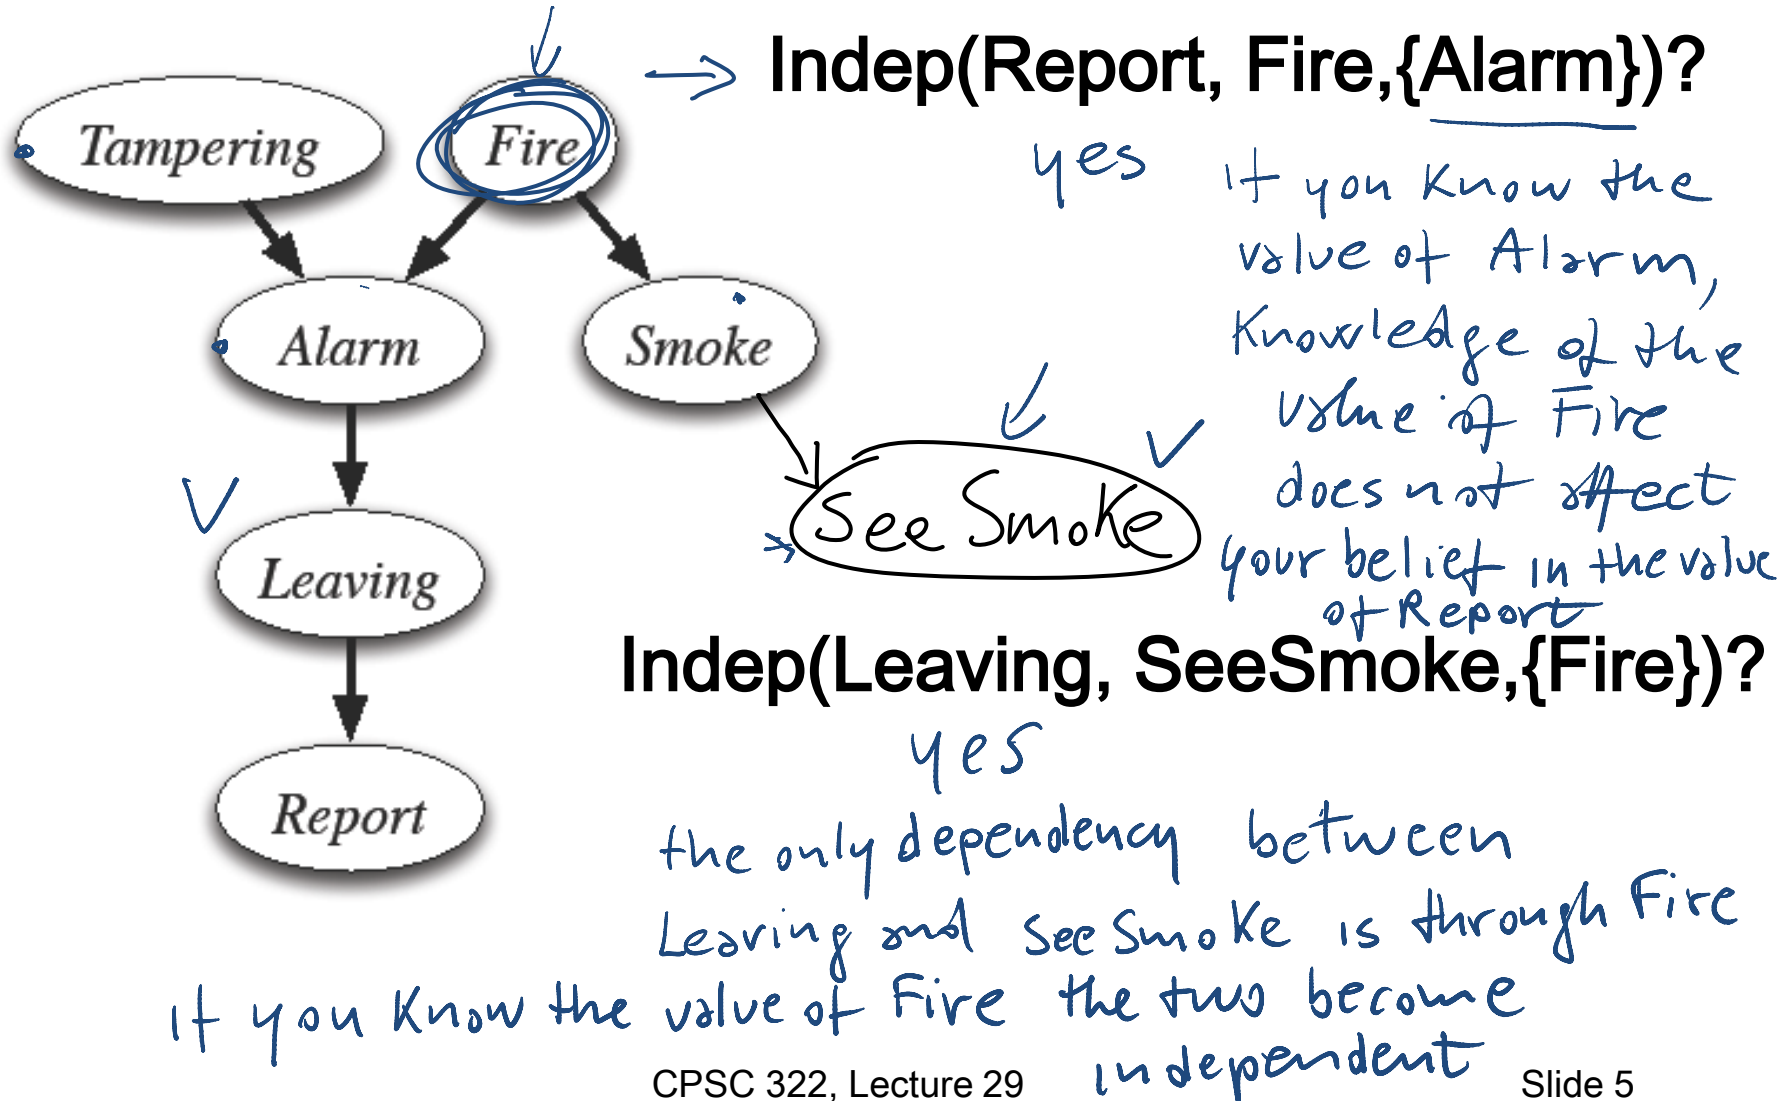 Indep(Report, Fire,{Alarm})?
Tampering
Fire
yes
If you know the
value of Alarm,
knowledge of the
value of Fire
does not affect
your belief in the value
of Report
Alarm
Smoke
See Smoke
Leaving
Report
Indep(Leaving, SeeSmoke,{Fire})?
yes
the only dependency between
Leaving and See Smoke is through Fire
if you know the value of Fire the two become
independent
CPSC 322, Lecture 29
Slide 5